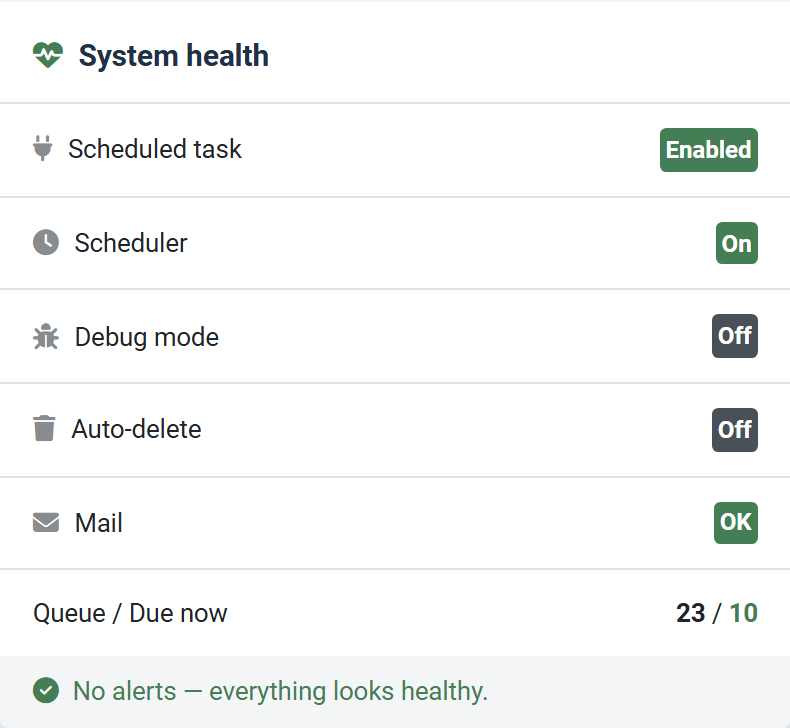 System health
Scheduled task Enabled
Scheduler On
Debug mode Off
Auto-delete Off
Mail OK
Queue / Due now 23 / 10
No alerts — everything looks healthy.